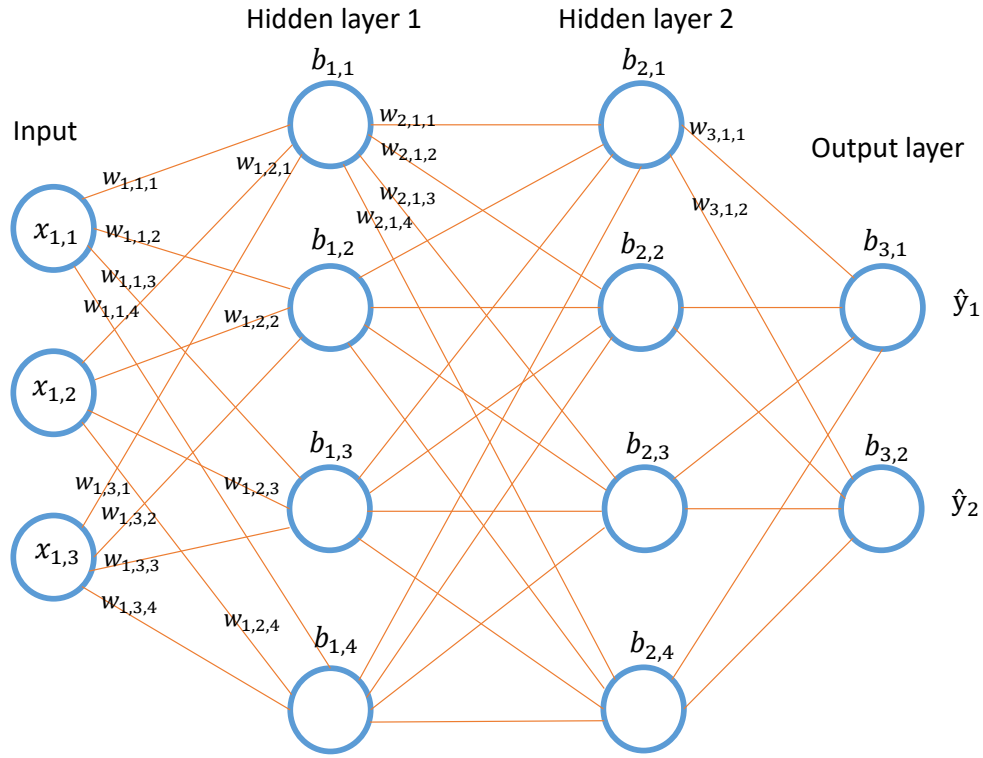 Hidden layer 1
Hidden layer 2
b1,1
b2,1
Input
w1,1,1
w1,2,1
w2,1,1
w2,1,2
w3,1,1
Output layer
x1,1
w1,1,2
w1,1,3
w1,1,4
w2,1,3
w2,1,4
w3,1,2
b1,2
b2,2
b3,1
w1,2,2
ŷ1
x1,2
b1,3
b2,3
b3,2
w1,3,1
w1,2,3
w1,3,2
ŷ2
x1,3
w1,3,3
w1,3,4
w1,2,4
b1,4
b2,4